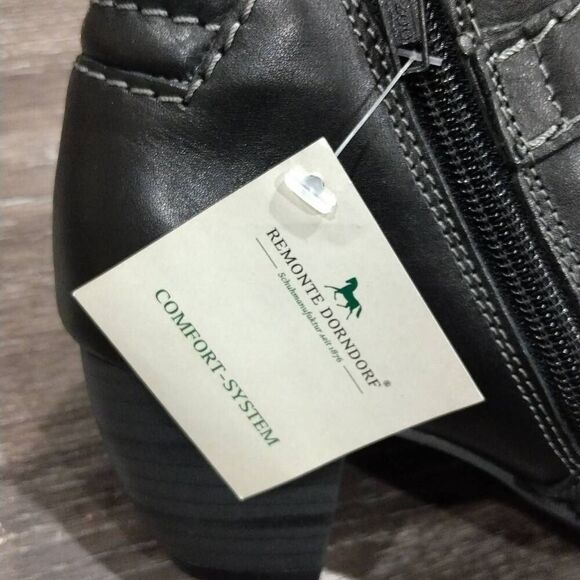 REMONTE DORNDORF®
Schuhmanufaktur seit 1876
COMFORT-SYSTEM